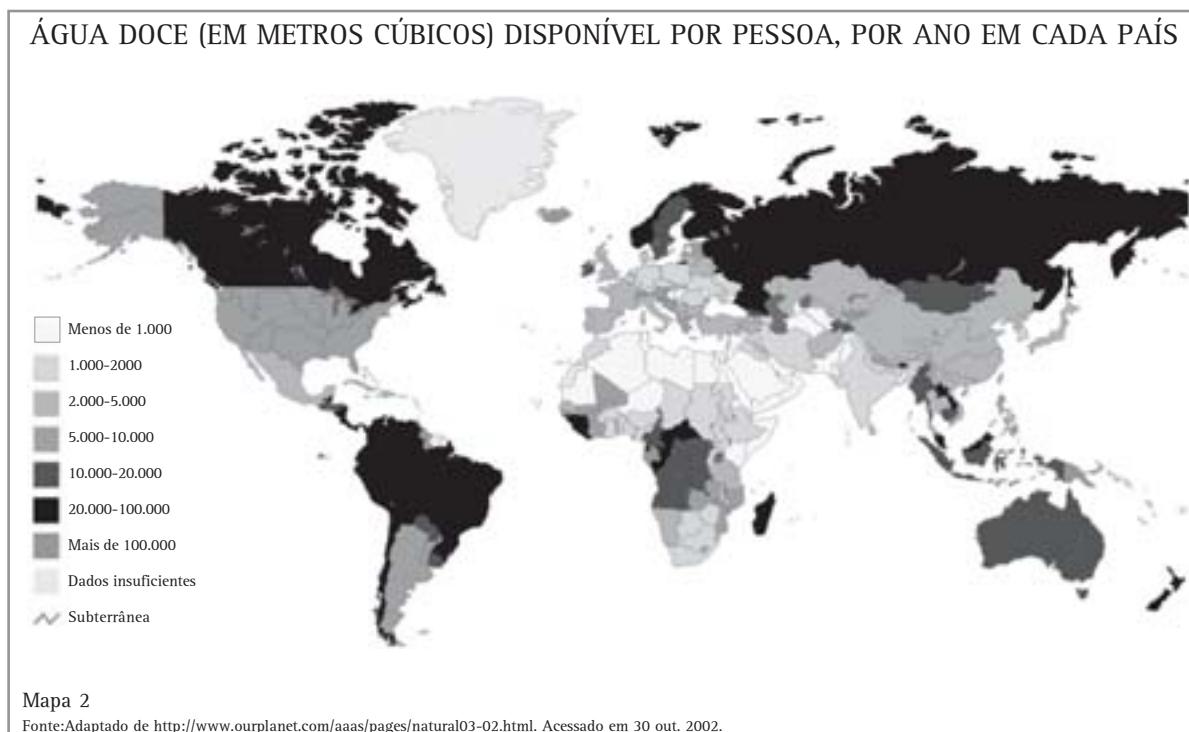 ÁGUA DOCE (EM METROS CÚBICOS) DISPONÍVEL POR PESSOA, POR ANO EM CADA PAÍS
Menos de 1.000
1.000-2000
2.000-5.000
5.000-10.000
10.000-20.000
20.000-100.000
Mais de 100.000
Dados insuficientes
Subterrânea
Mapa 2
Fonte:Adaptado de http://www.ourplanet.com/aaas/pages/natural03-02.html. Acessado em 30 out. 2002.